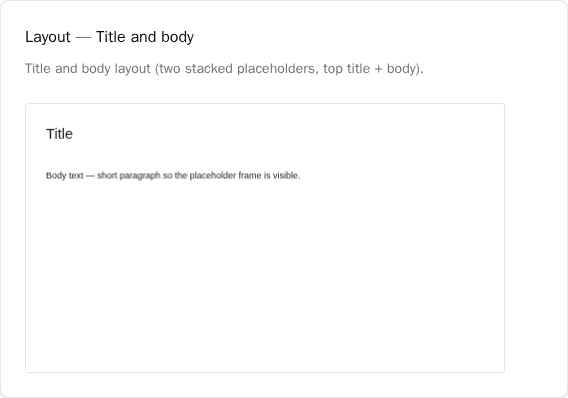 Layout — Title and body
Title and body layout (two stacked placeholders, top title + body).
Title
Body text — short paragraph so the placeholder frame is visible.